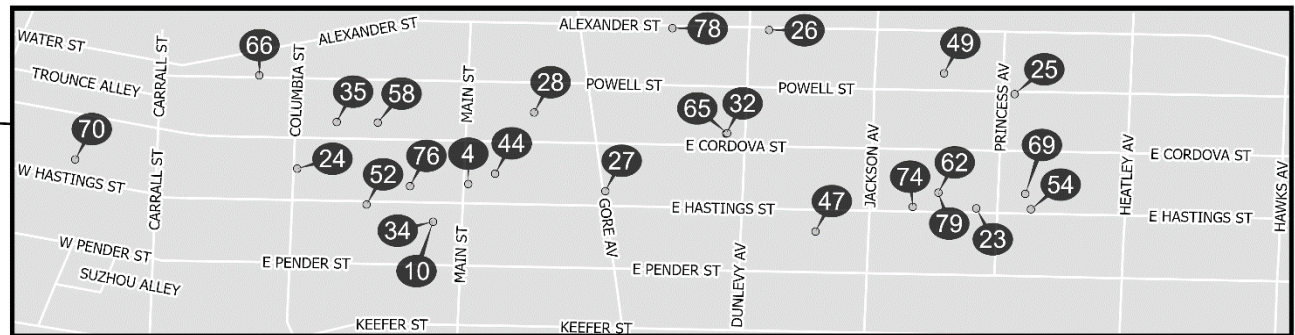 ALEXANDER ST
ALEXANDER ST
78
26
WATER ST
66
49
TROUNCE ALLEY
CARRALL ST
COLUMBIA ST
MAIN ST
POWELL ST
POWELL ST
25
35
58
28
65
32
PRINCESS AV
70
24
76
4
44
27
E CORDOVA ST
E CORDOVA ST
JACKSON AV
HEATLEY AV
69
W HASTINGS ST
CARRALL ST
52
62
74
54
HAWKS AV
47
E HASTINGS ST
E HASTINGS ST
79
23
34
10
MAIN ST
GORE AV
DUNLEVY AV
W PENDER ST
E PENDER ST
E PENDER ST
SUZHOU ALLEY
KEEFER ST
KEEFER ST